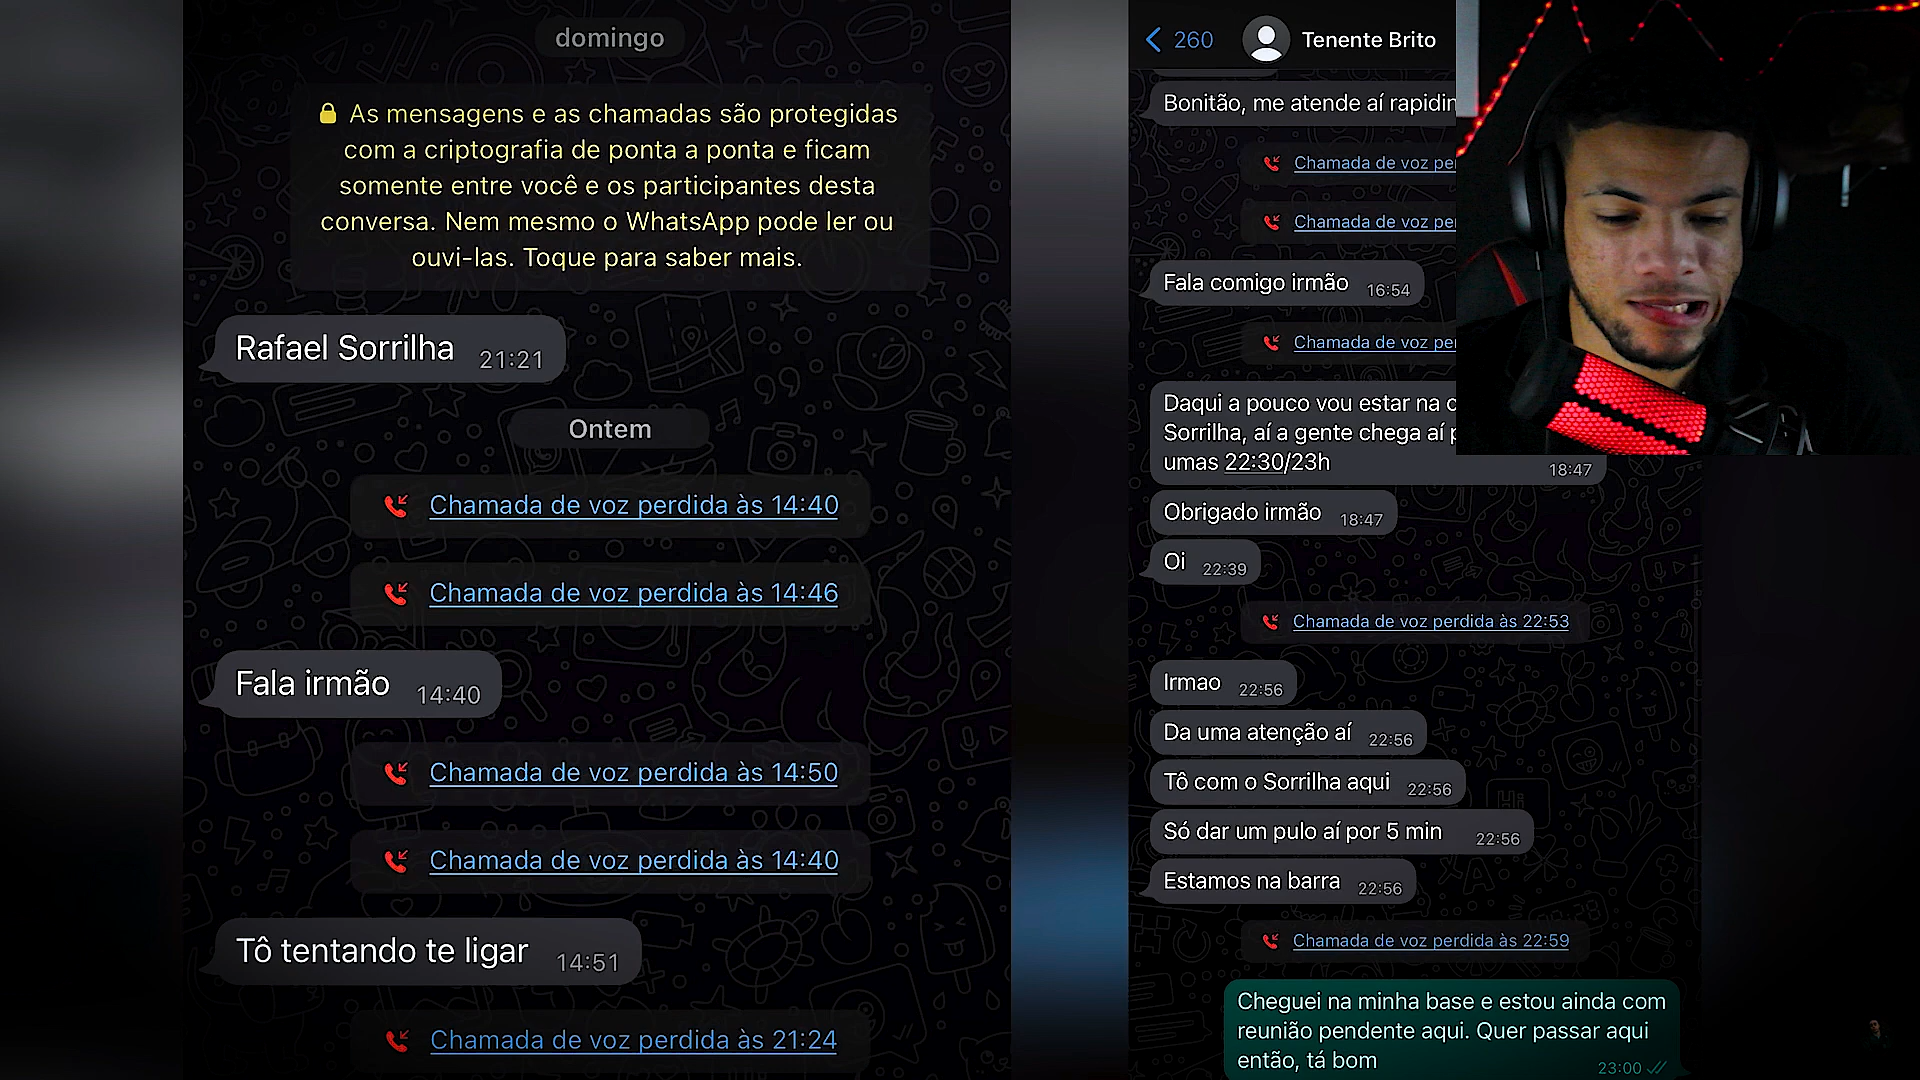 domingo
As mensagens e as chamadas são protegidas
com a criptografia de ponta a ponta e ficam
somente entre você e os participantes desta
conversa. Nem mesmo o WhatsApp pode ler ou
ouvi-las. Toque para saber mais.
Rafael Sorrilha 21:21
Ontem
Chamada de voz perdida às 14:40
Chamada de voz perdida às 14:46
Fala irmão 14:40
Chamada de voz perdida às 14:50
Chamada de voz perdida às 14:40
Tô tentando te ligar 14:51
Chamada de voz perdida às 21:24
260 Tenente Brito
Bonitão, me atende aí
Chamada de voz
Chamada de voz
Fala comigo irmão 16:54
Chamada de voz
Daqui a pouco vou estar na
Sorrilha, aí a gente chega aí
umas 22:30/23h 18:47
Obrigado irmão 18:47
Oi 22:39
Chamada de voz perdida às 22:53
Irmao 22:56
Da uma atenção aí 22:56
Tô com o Sorrilha aqui 22:56
Só dar um pulo aí por 5 min 22:56
Estamos na barra 22:56
Chamada de voz perdida às 22:59
Cheguei na minha base e estou ainda com
reunião pendente aqui. Quer passar aqui
então, tá bom 23:00